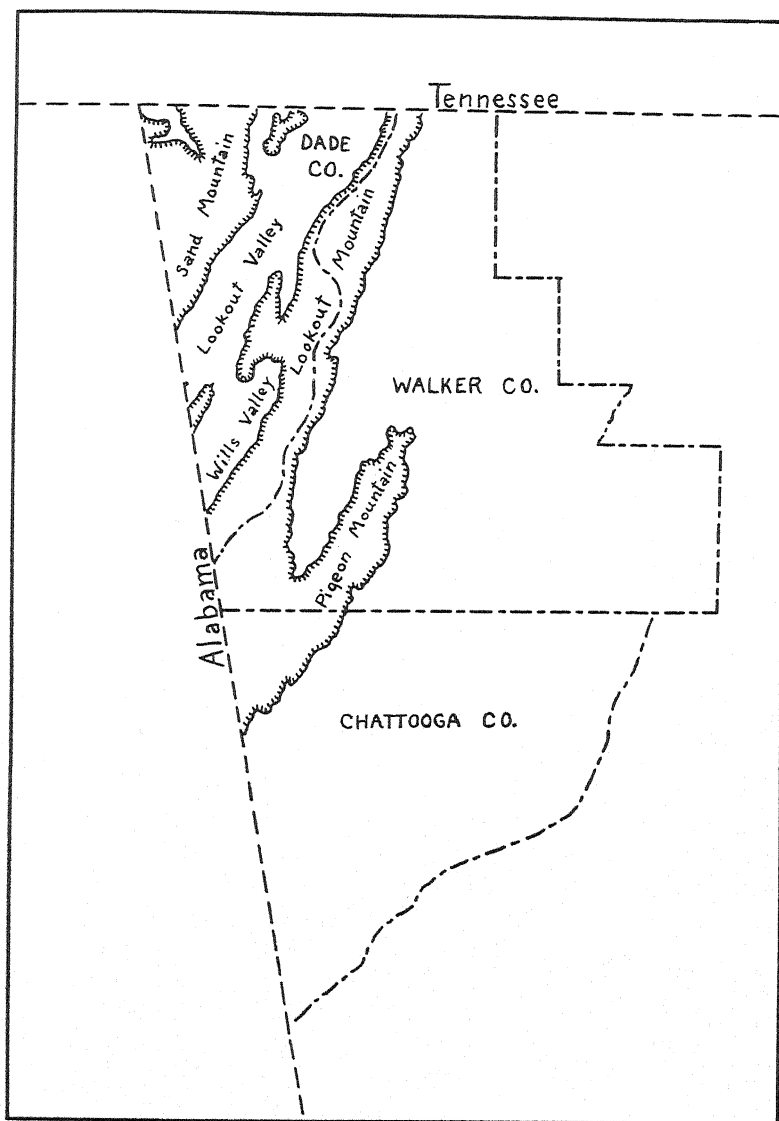 Tennessee
DADE
CO.
Sand Mountain
Lookout Valley
Lookout Mountain
Wills Valley
WALKER CO.
Pigeon Mountain
Alabama
CHATTOOGA CO.